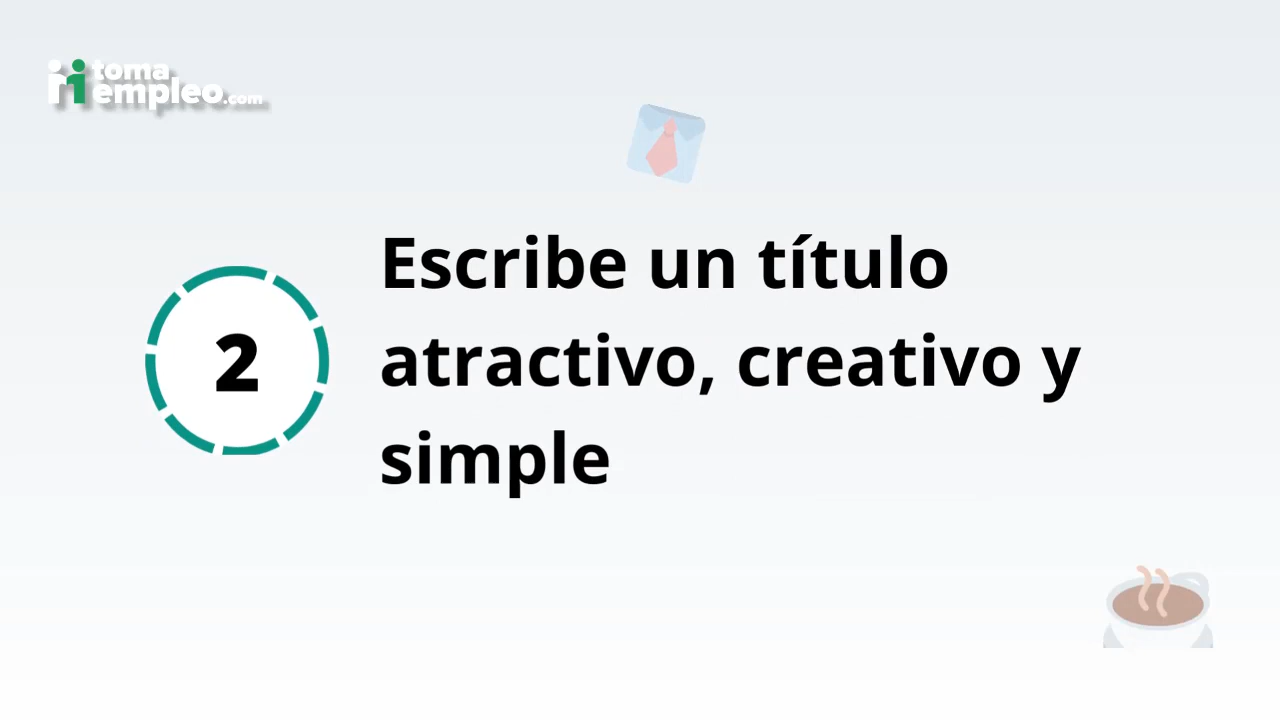 toma
empleo.com
2
Escribe un título
atractivo, creativo y
simple